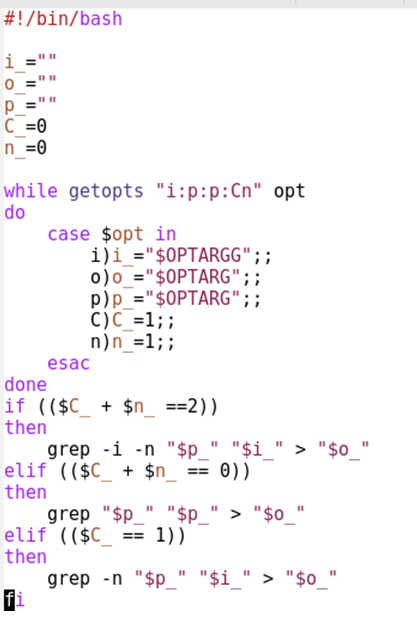 #!/bin/bash

i_=""
o_=""
p_=""
C_=0
n_=0

while getopts "i:p:p:Cn" opt
do
    case $opt in
        i)i_="$OPTARGG";;
        o)o_="$OPTARG";;
        p)p_="$OPTARG";;
        C)C_=1;;
        n)n_=1;;
    esac
done
if (($C_ + $n_ ==2))
then
    grep -i -n "$p_" "$i_" > "$o_"
elif (($C_ + $n_ == 0))
then
    grep "$p_" "$p_" > "$o_"
elif (($C_ == 1))
then
    grep -n "$p_" "$i_" > "$o_"
fi